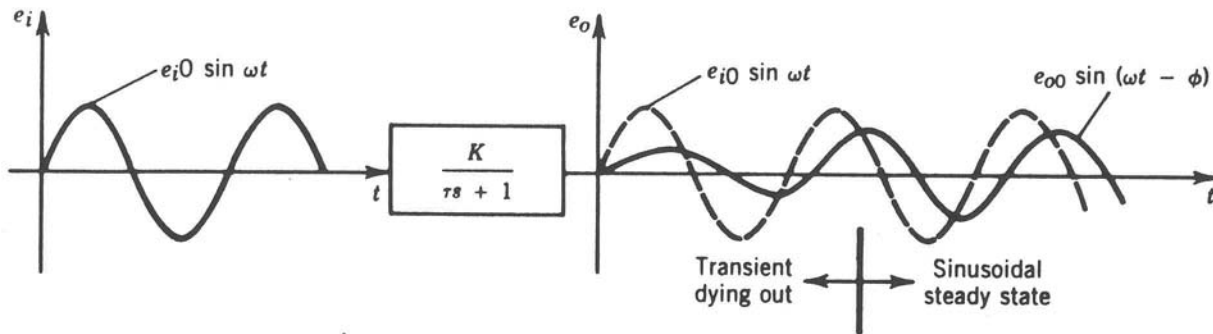 e_i
e_i0 sin ωt
t
K
τs + 1
e_o
e_i0 sin ωt
e_o0 sin (ωt − ϕ)
t
Transient
dying out
Sinusoidal
steady state